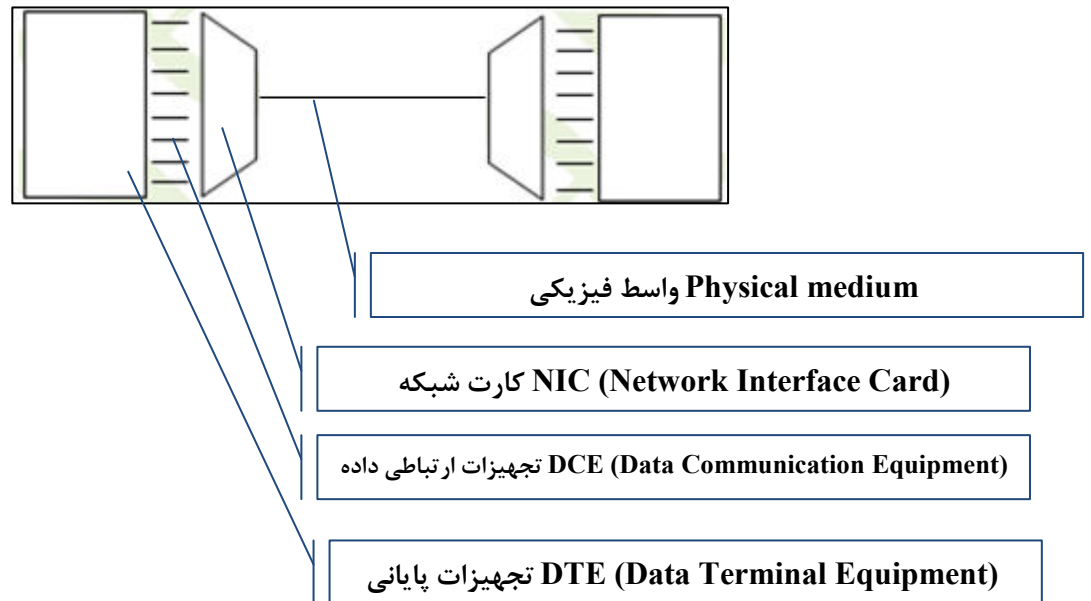 واسط فیزیکی Physical medium
کارت شبکه NIC (Network Interface Card)
تجهیزات ارتباطی داده DCE (Data Communication Equipment)
تجهیزات پایانی DTE (Data Terminal Equipment)